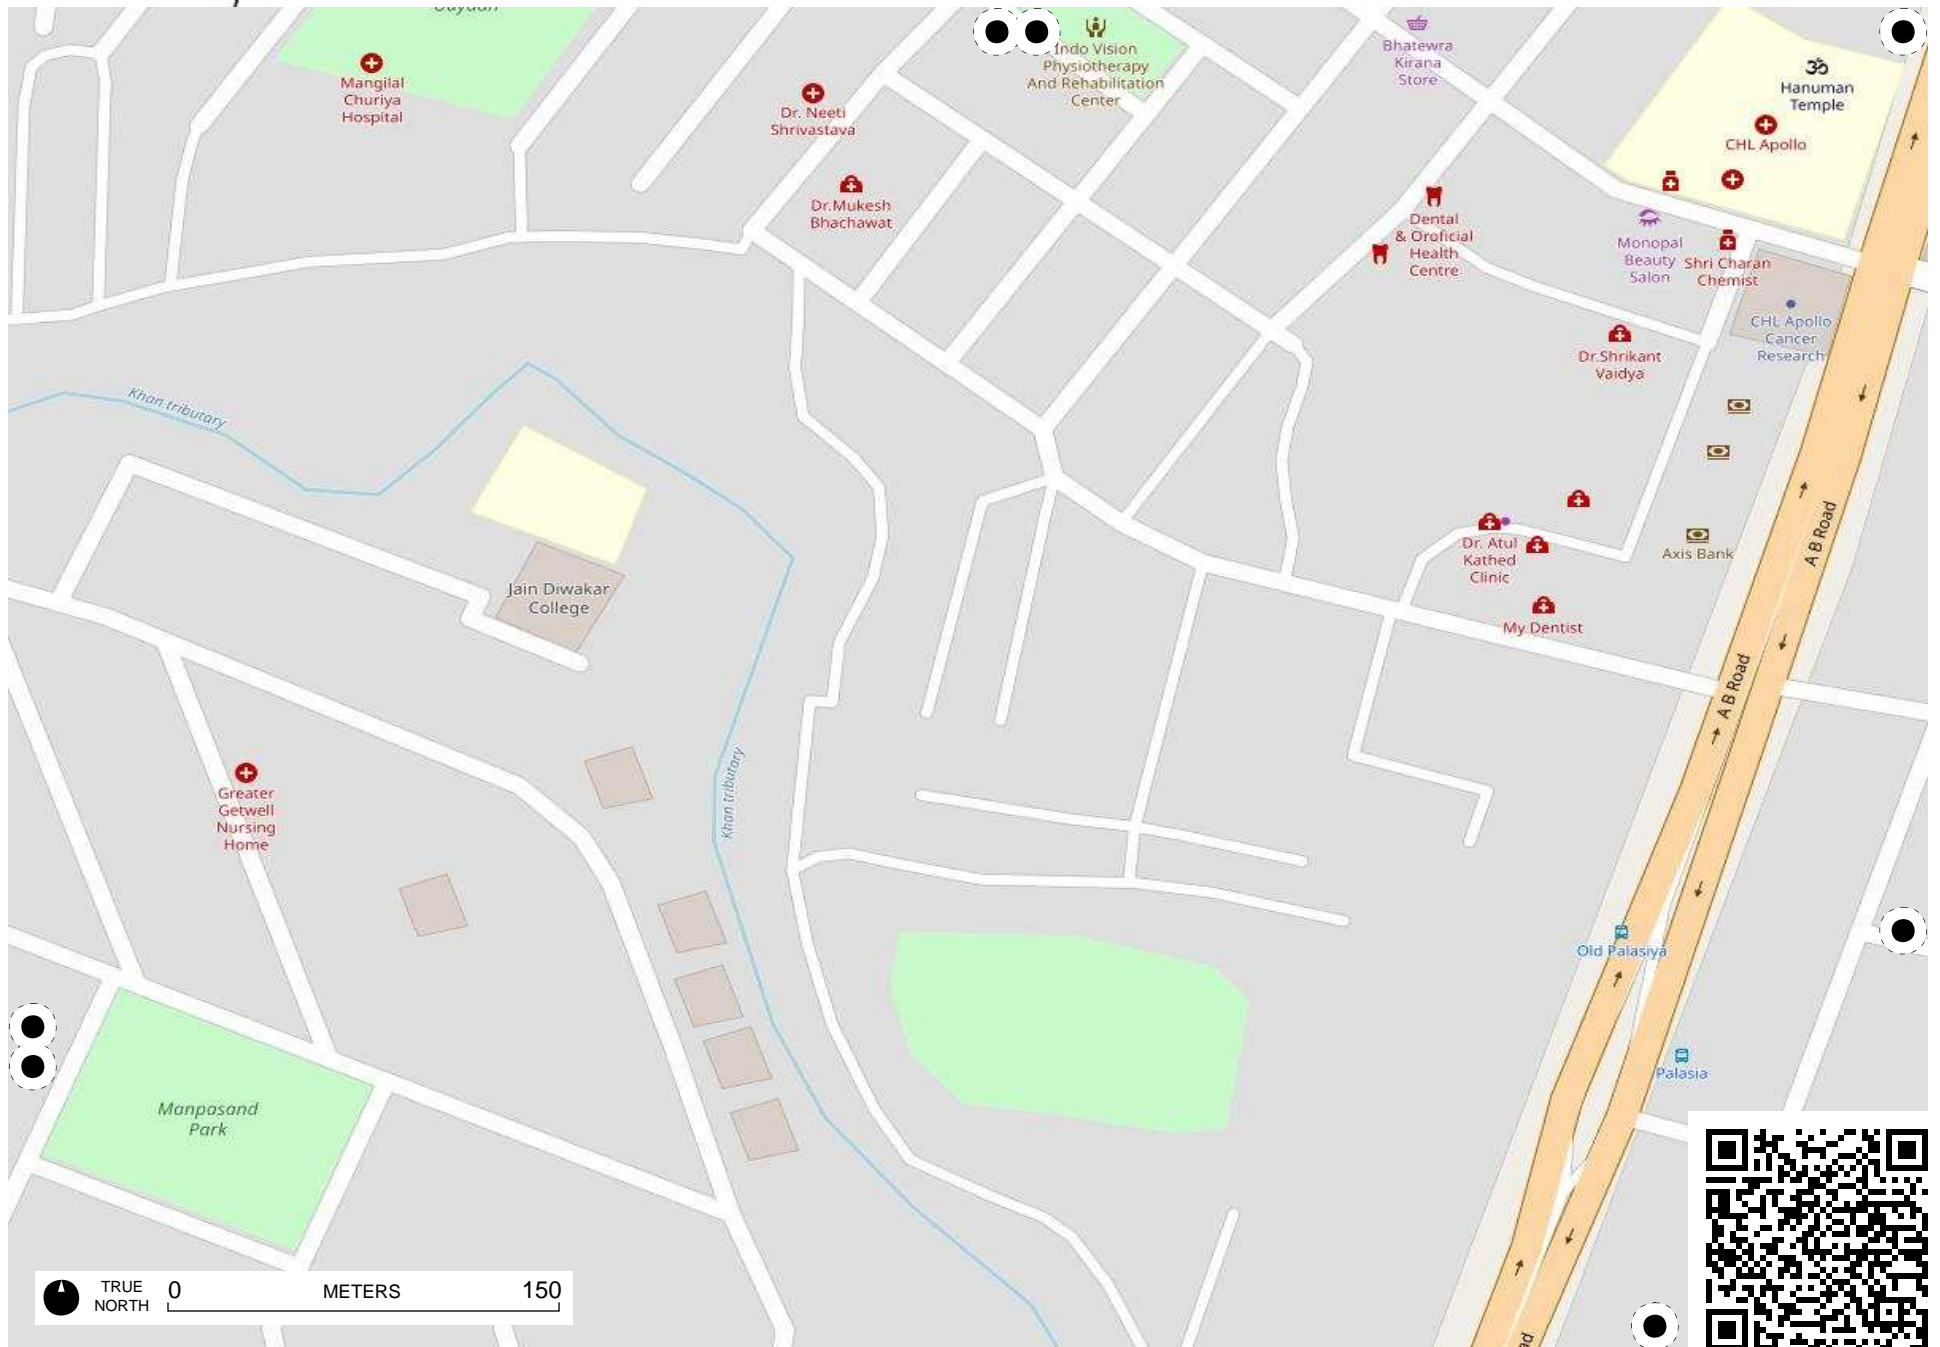 Mangilal
Churiya
Hospital
Dr. Neeti
Shrivastava
Dr.Mukesh
Bhachawat
Indo Vision
Physiotherapy
And Rehabilitation
Center
Bhatewra
Kirana
Store
Hanuman
Temple
CHL Apollo
Dental
& Oroficial
Health
Centre
Monopal
Beauty
Salon
Shri Charan
Chemist
CHL Apollo
Cancer
Research
Dr.Shrikant
Vaidya
Khan tributary
Jain Diwakar
College
Dr. Atul
Kathed
Clinic
Axis Bank
A B Road
My Dentist
A B Road
Khan tributary
Greater
Getwell
Nursing
Home
Old Palasiya
Palasia
Manpasand
Park
TRUE
NORTH
0 METERS 150